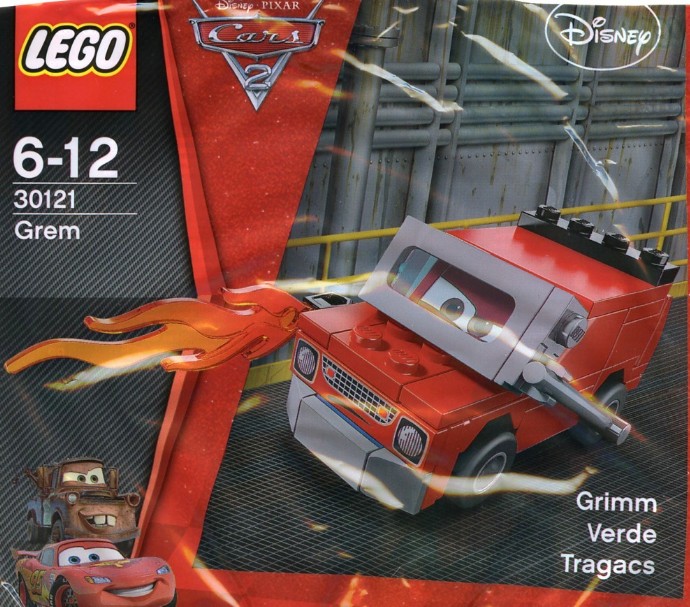 LEGO
6-12
30121
Grem
Disney · PIXAR
Cars
2
Disney
Grimm
Verde
Tragacs